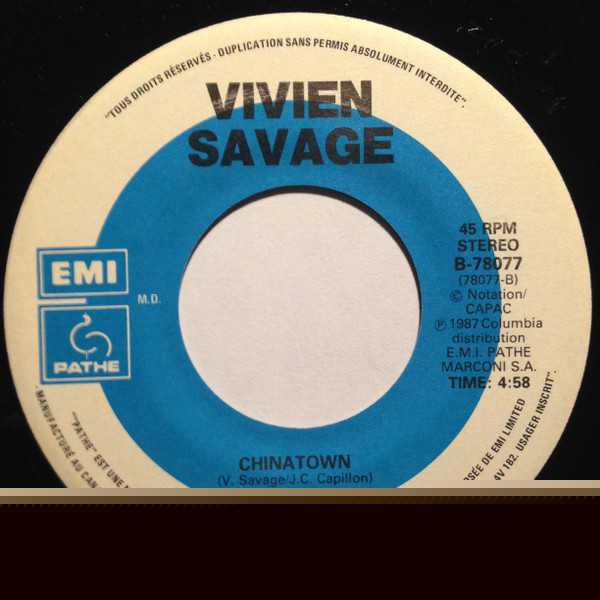 "TOUS DROITS RÉSERVÉS - DUPLICATION SANS PERMIS ABSOLUMENT INTERDITE".
VIVIEN
SAVAGE
EMI
M.D.
PATHE
45 RPM
STEREO
B-78077
(78077-B)
© Notation/
CAPAC
℗ 1987 Columbia
distribution
E.M.I. PATHE
MARCONI S.A.
TIME: 4:58
CHINATOWN
(V. Savage/J.C. Capillon)
"PATHE" EST UNE
MANUFACTURÉ AU
DE EMI LIMITED
4V 1B2. USAGER INSCRIT".